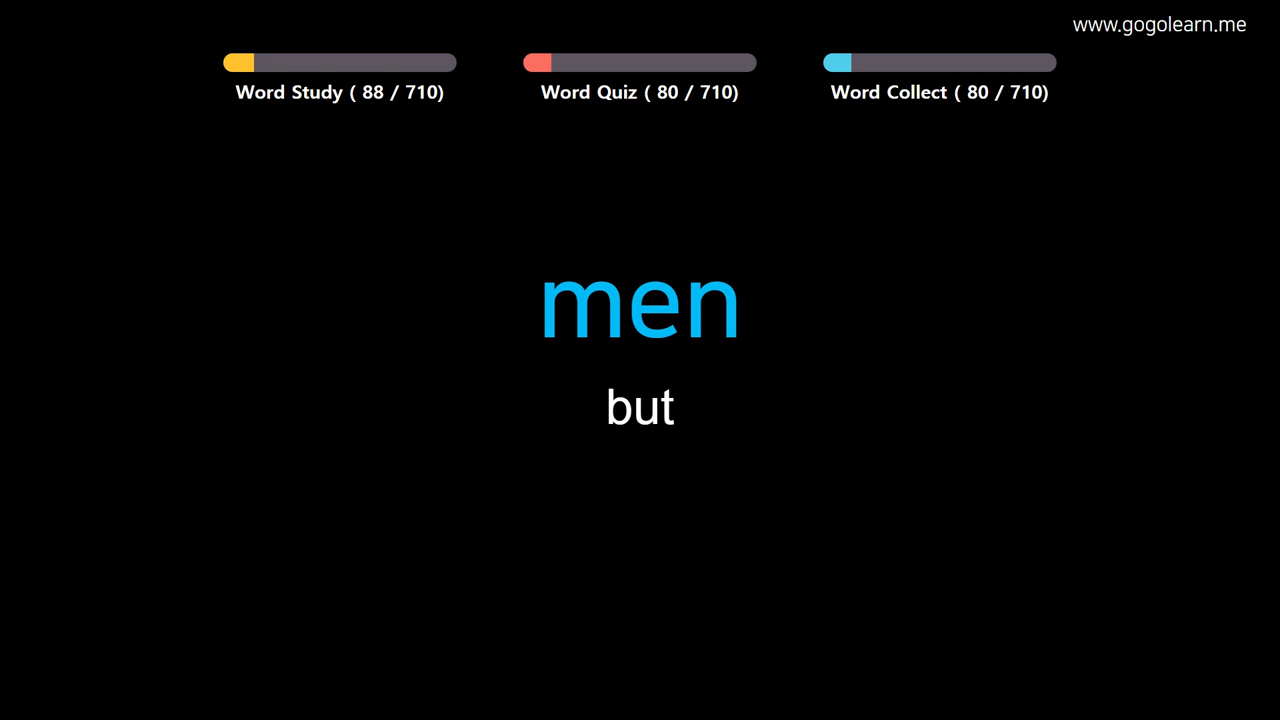 www.gogolearn.me
Word Study ( 88 / 710)
Word Quiz ( 80 / 710)
Word Collect ( 80 / 710)
men
but